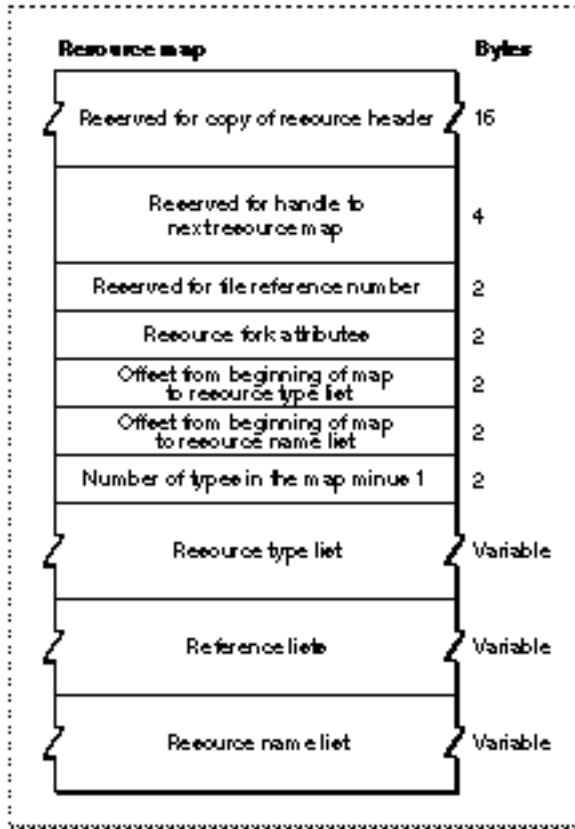 Resource map Bytes
Reserved for copy of resource header 16
Reserved for handle to
next resource map 4
Reserved for file reference number 2
Resource fork attributes 2
Offset from beginning of map
to resource type list 2
Offset from beginning of map
to resource name list 2
Number of types in the map minus 1 2
Resource type list Variable
Reference lists Variable
Resource name list Variable